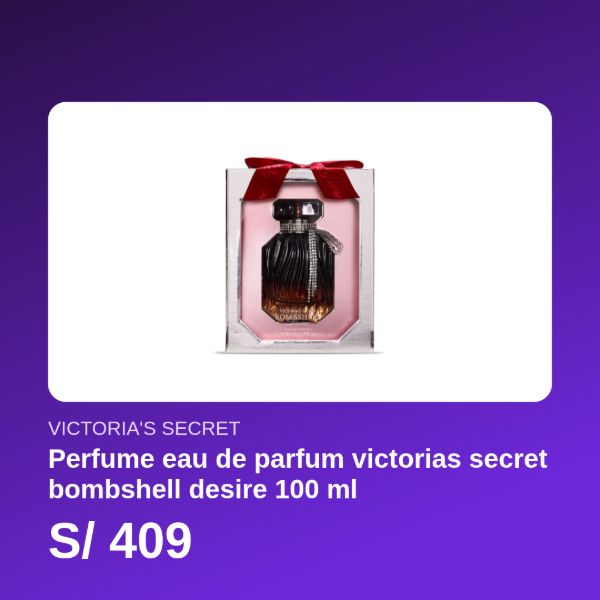 VICTORIA'S SECRET
Perfume eau de parfum victorias secret
bombshell desire 100 ml
S/ 409